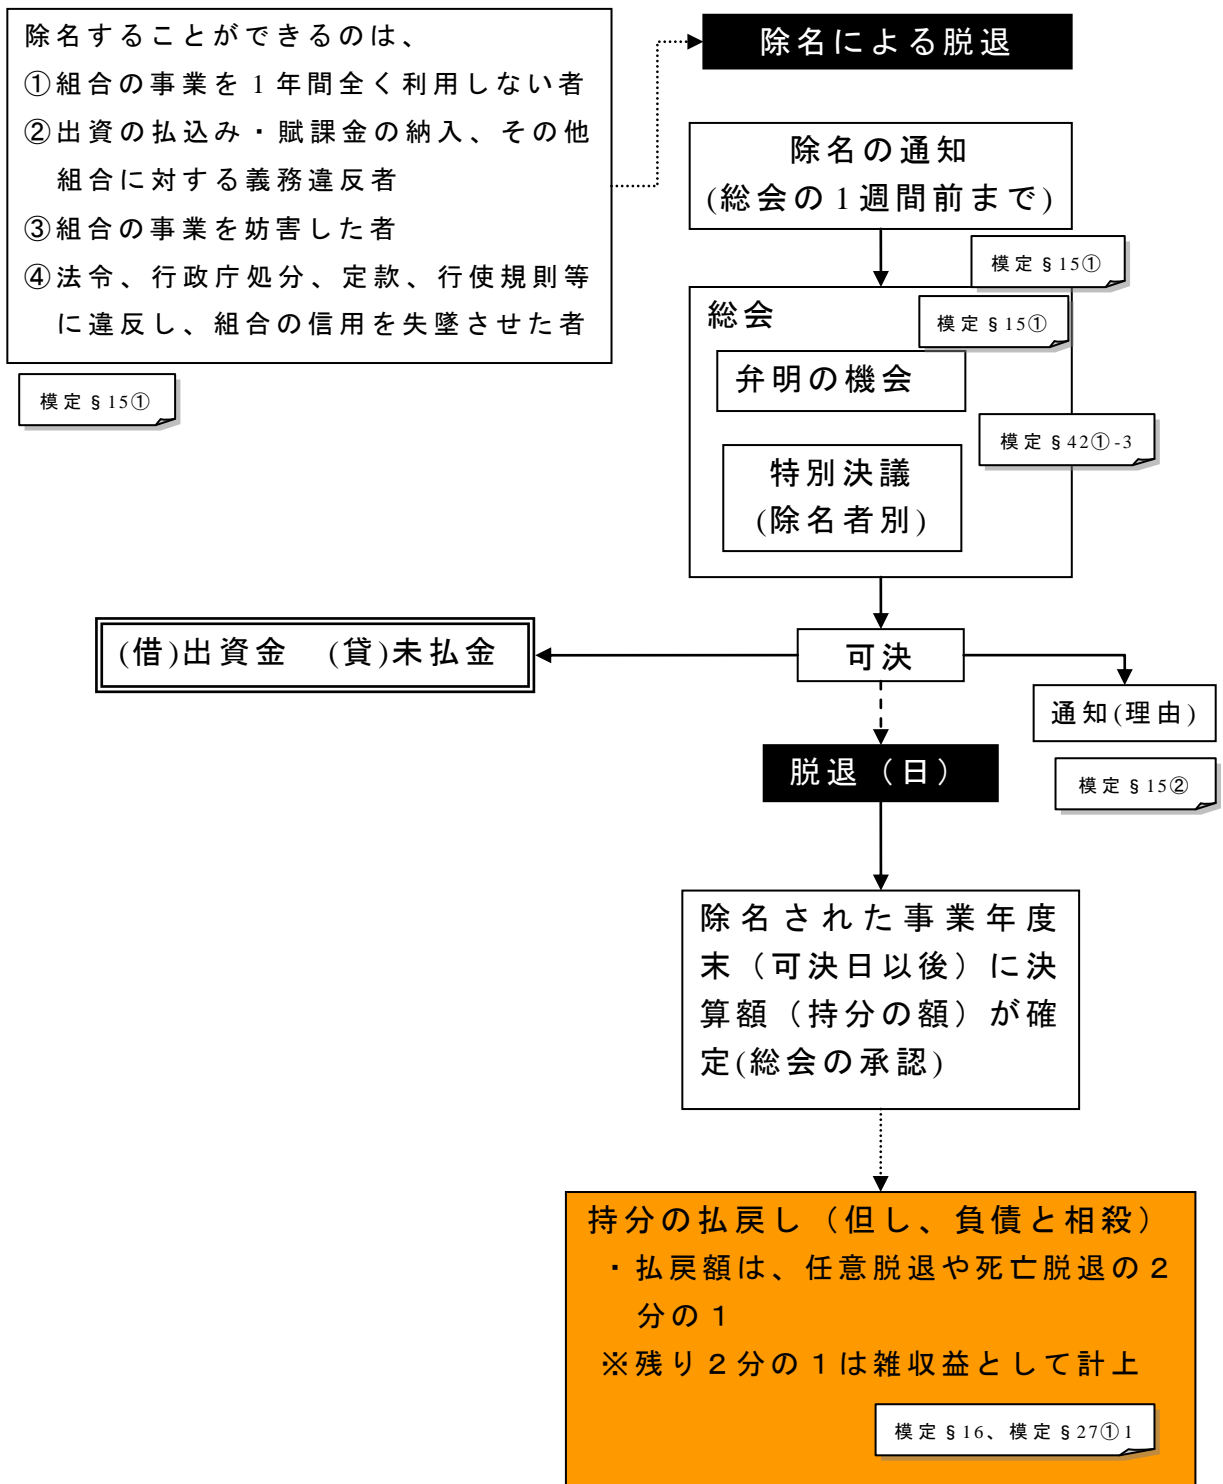 除名することができるのは、
①組合の事業を1年間全く利用しない者
②出資の払込み・賦課金の納入、その他
組合に対する義務違反者
③組合の事業を妨害した者
④法令、行政庁処分、定款、行使規則等
に違反し、組合の信用を失墜させた者
模定§15①
除名による脱退
除名の通知
(総会の1週間前まで)
模定§15①
総会
模定§15①
弁明の機会
模定§42①-3
特別決議
(除名者別)
(借)出資金 (貸)未払金
可決
通知(理由)
模定§15②
脱退(日)
除名された事業年度
末(可決日以後)に決
算額(持分の額)が確
定(総会の承認)
持分の払戻し(但し、負債と相殺)
・払戻額は、任意脱退や死亡脱退の2
分の1
※残り2分の1は雑収益として計上
模定§16、模定§27①1